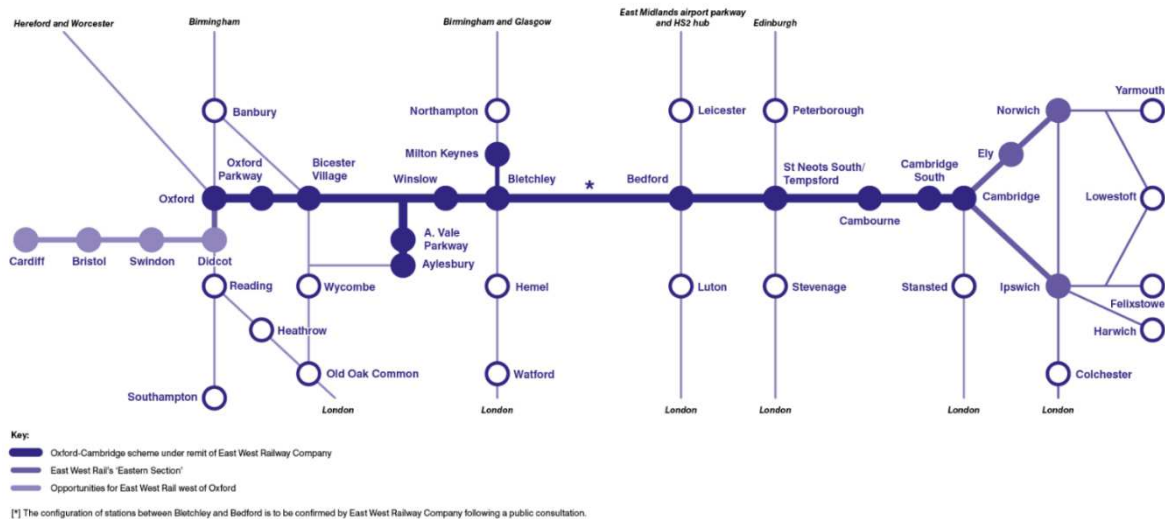 Hereford and Worcester
Birmingham
Birmingham and Glasgow
East Midlands airport parkway
and HS2 hub
Edinburgh
Yarmouth
Banbury
Northampton
Leicester
Peterborough
Norwich
Oxford
Parkway
Bicester
Village
Milton Keynes
Ely
St Neots South/
Tempsford
Cambridge
South
Oxford
Winslow
Bletchley
*
Bedford
Cambourne
Cambridge
Lowestoft
A. Vale
Parkway
Cardiff
Bristol
Swindon
Didcot
Aylesbury
Reading
Wycombe
Hemel
Luton
Stevenage
Stansted
Ipswich
Felixstowe
Heathrow
Harwich
Old Oak Common
Watford
Colchester
Southampton
London
London
London
London
London
London
Key:
Oxford-Cambridge scheme under remit of East West Railway Company
East West Rail's 'Eastern Section'
Opportunities for East West Rail west of Oxford
[*] The configuration of stations between Bletchley and Bedford is to be confirmed by East West Railway Company following a public consultation.